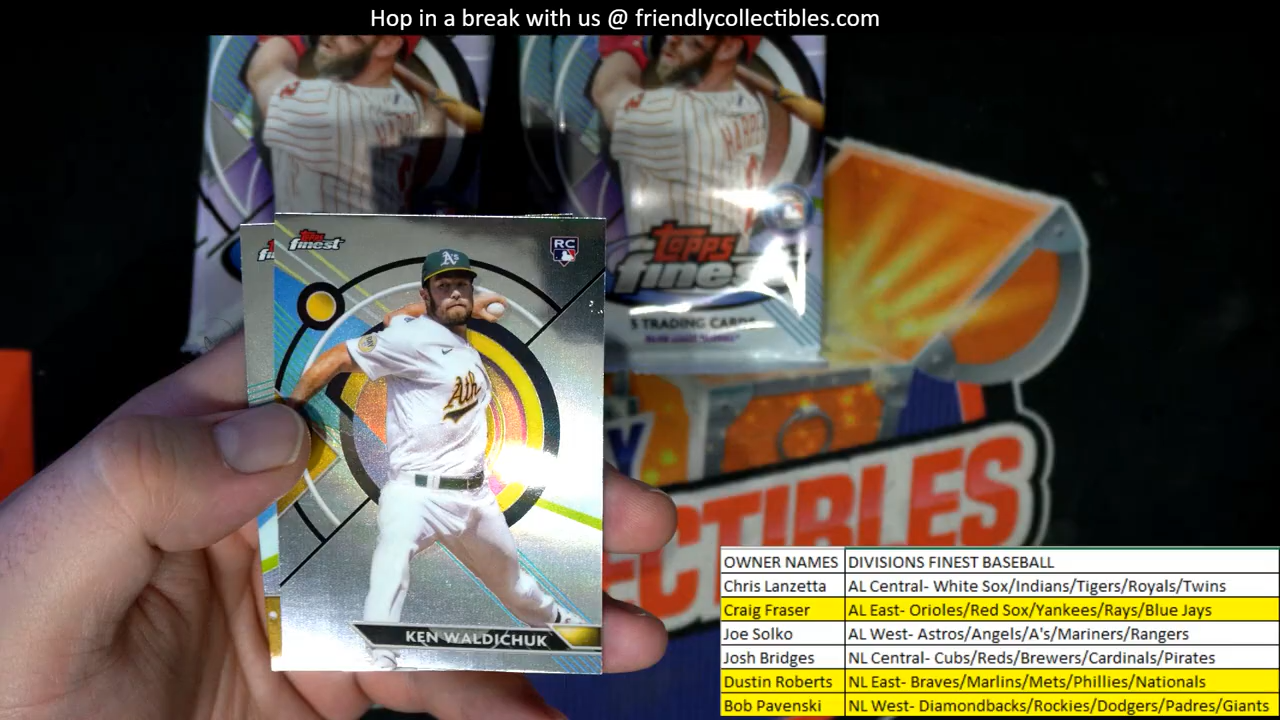 Hop in a break with us @ friendlycollectibles.com
HARPER
TOPPS
finest
5 TRADING CARDS
TOPPS
finest
RC
A's
Ath
KEN WALDICHUK
CTIBLES
OWNER NAMES DIVISIONS FINEST BASEBALL
Chris Lanzetta AL Central- White Sox/Indians/Tigers/Royals/Twins
Craig Fraser AL East- Orioles/Red Sox/Yankees/Rays/Blue Jays
Joe Solko AL West- Astros/Angels/A's/Mariners/Rangers
Josh Bridges NL Central- Cubs/Reds/Brewers/Cardinals/Pirates
Dustin Roberts NL East- Braves/Marlins/Mets/Phillies/Nationals
Bob Pavenski NL West- Diamondbacks/Rockies/Dodgers/Padres/Giants